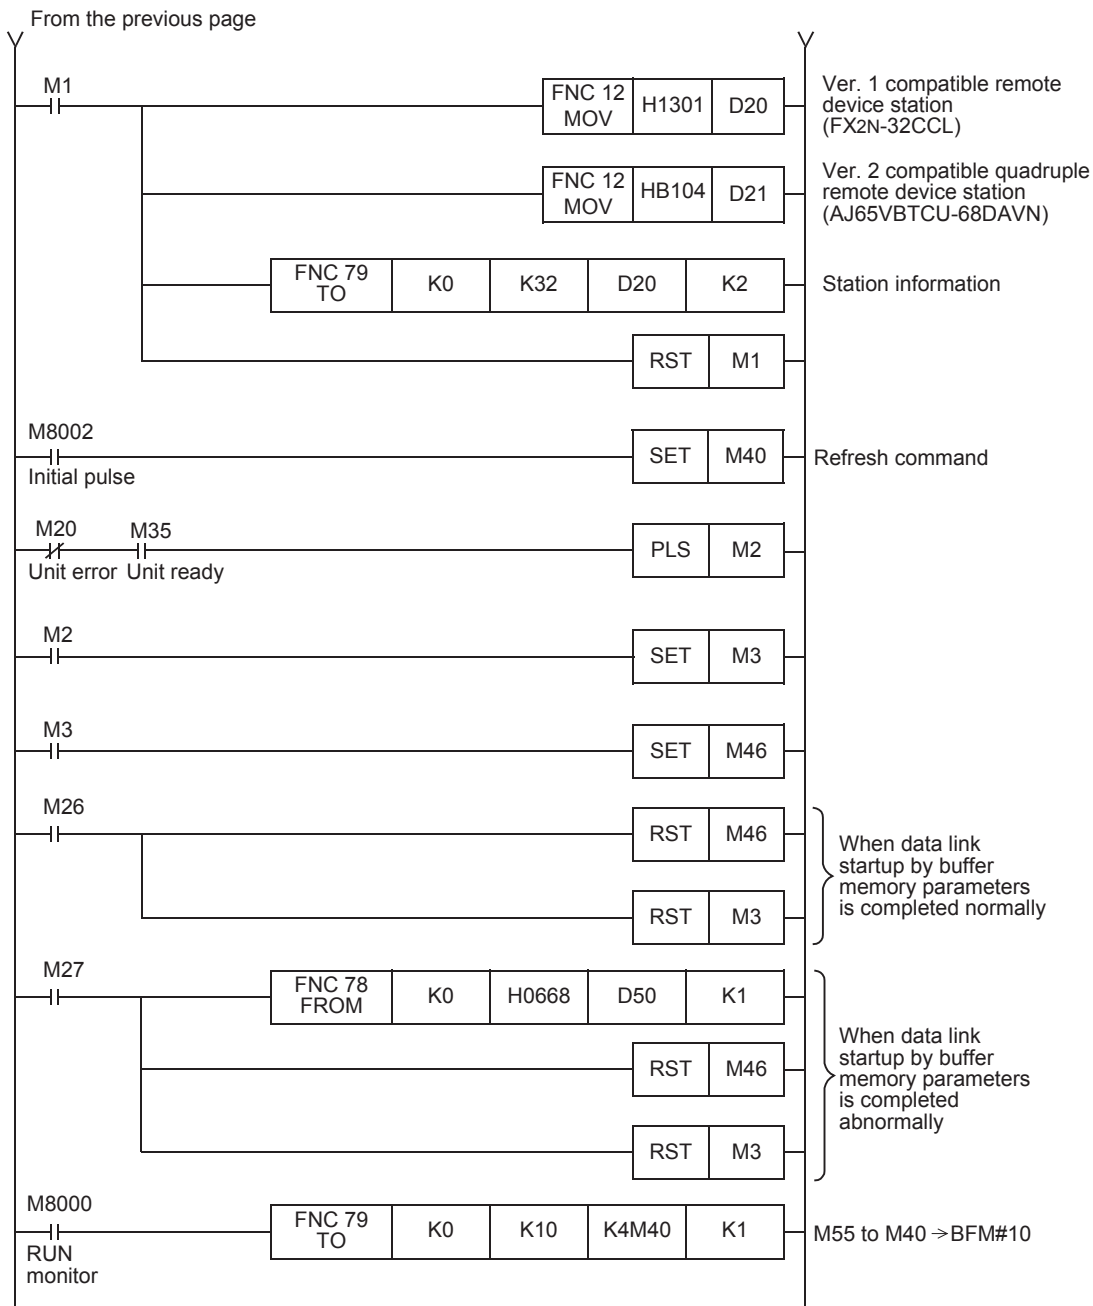 From the previous page
M1
FNC 12
MOV
H1301
D20
Ver. 1 compatible remote
device station
(FX2N-32CCL)
FNC 12
MOV
HB104
D21
Ver. 2 compatible quadruple
remote device station
(AJ65VBTCU-68DAVN)
FNC 79
TO
K0
K32
D20
K2
Station information
RST
M1
M8002
Initial pulse
SET
M40
Refresh command
M20
Unit error
M35
Unit ready
PLS
M2
M2
SET
M3
M3
SET
M46
M26
RST
M46
RST
M3
When data link
startup by buffer
memory parameters
is completed normally
M27
FNC 78
FROM
K0
H0668
D50
K1
RST
M46
RST
M3
When data link
startup by buffer
memory parameters
is completed
abnormally
M8000
RUN
monitor
FNC 79
TO
K0
K10
K4M40
K1
M55 to M40 →BFM#10